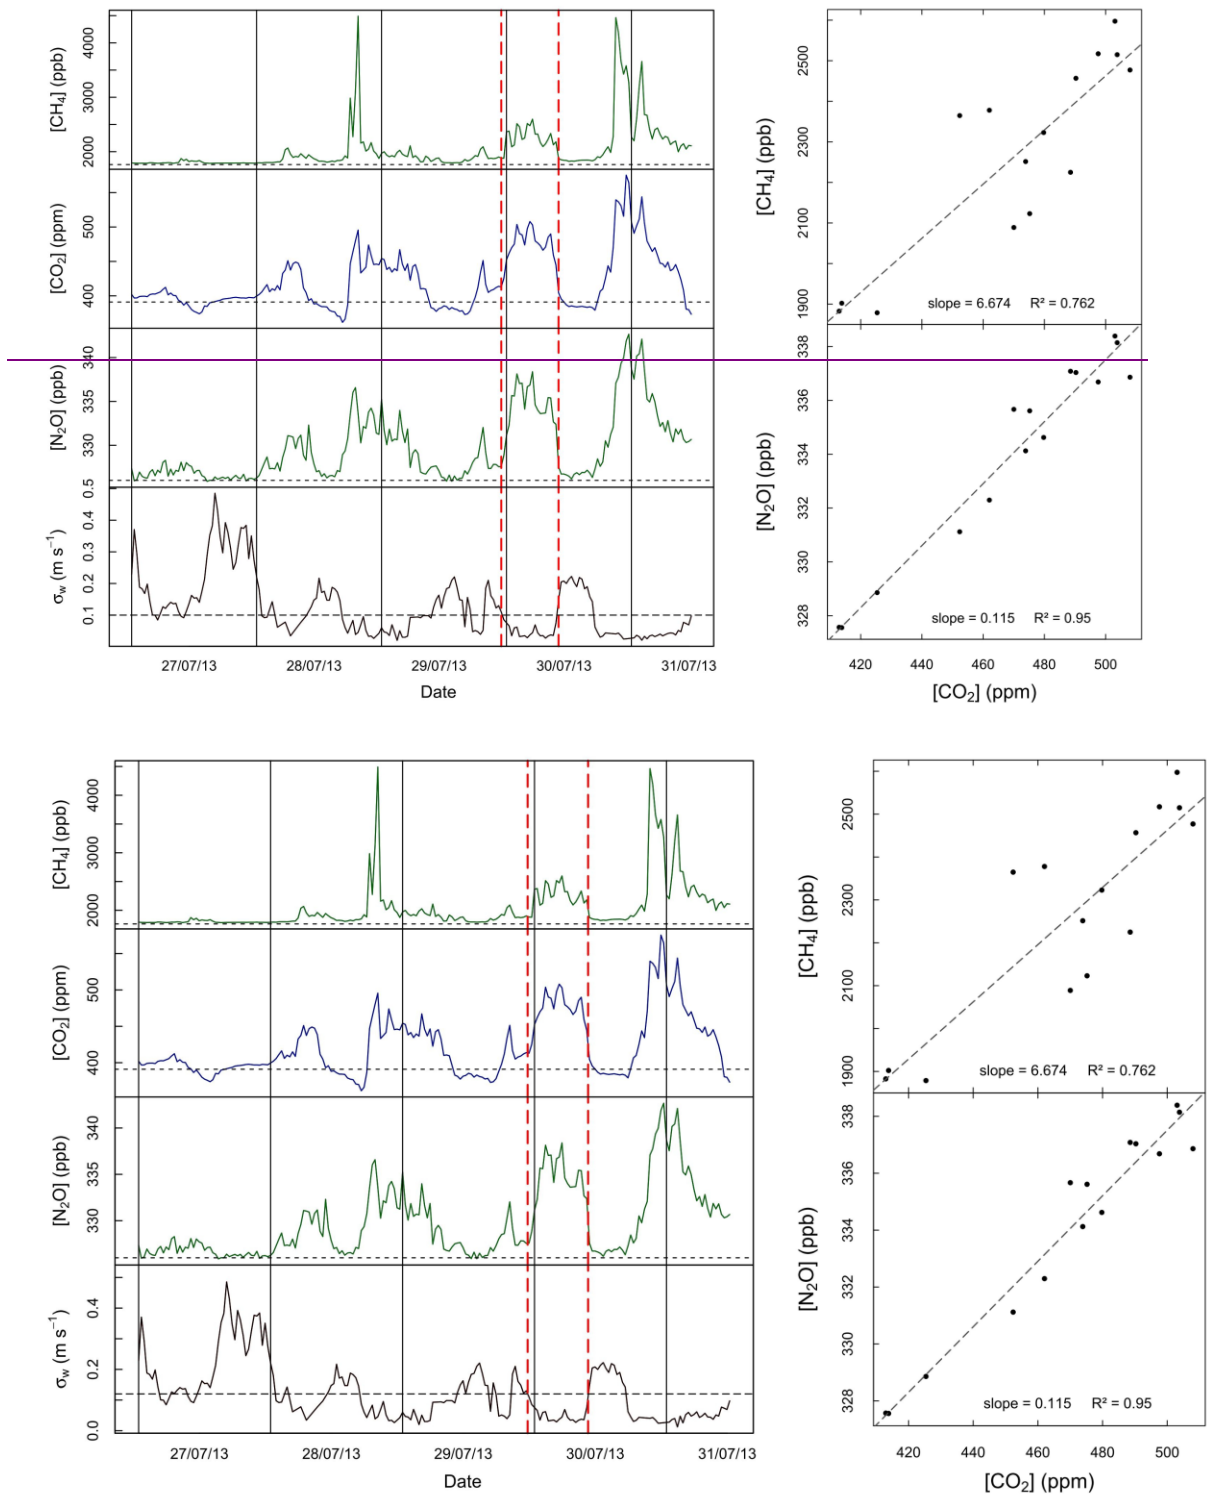 [CH₄] (ppb)
2000 3000 4000
[CO₂] (ppm)
400 500
[N₂O] (ppb)
330 335 340
σw (m s⁻¹)
0.1 0.2 0.3 0.4 0.5
27/07/13 28/07/13 29/07/13 30/07/13 31/07/13
Date
[CH₄] (ppb)
1900 2100 2300 2500
slope = 6.674 R² = 0.762
[N₂O] (ppb)
328 330 332 334 336 338
slope = 0.115 R² = 0.95
420 440 460 480 500
[CO₂] (ppm)
[CH₄] (ppb)
2000 3000 4000
[CO₂] (ppm)
400 500
[N₂O] (ppb)
330 335 340
σw (m s⁻¹)
0.0 0.2 0.4
27/07/13 28/07/13 29/07/13 30/07/13 31/07/13
Date
[CH₄] (ppb)
1900 2100 2300 2500
slope = 6.674 R² = 0.762
[N₂O] (ppb)
328 330 332 334 336 338
slope = 0.115 R² = 0.95
420 440 460 480 500
[CO₂] (ppm)